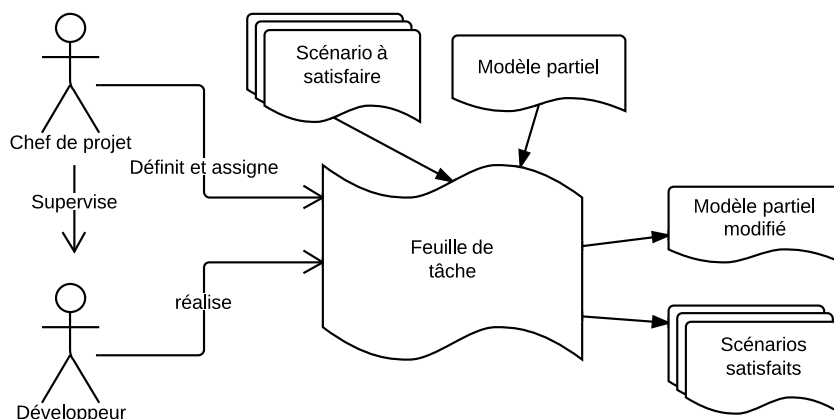 Scénario à
satisfaire
Modèle partiel
Chef de projet
Définit et assigne
Supervise
Modèle partiel
modifié
Feuille de
tâche
réalise
Scénarios
satisfaits
Développeur